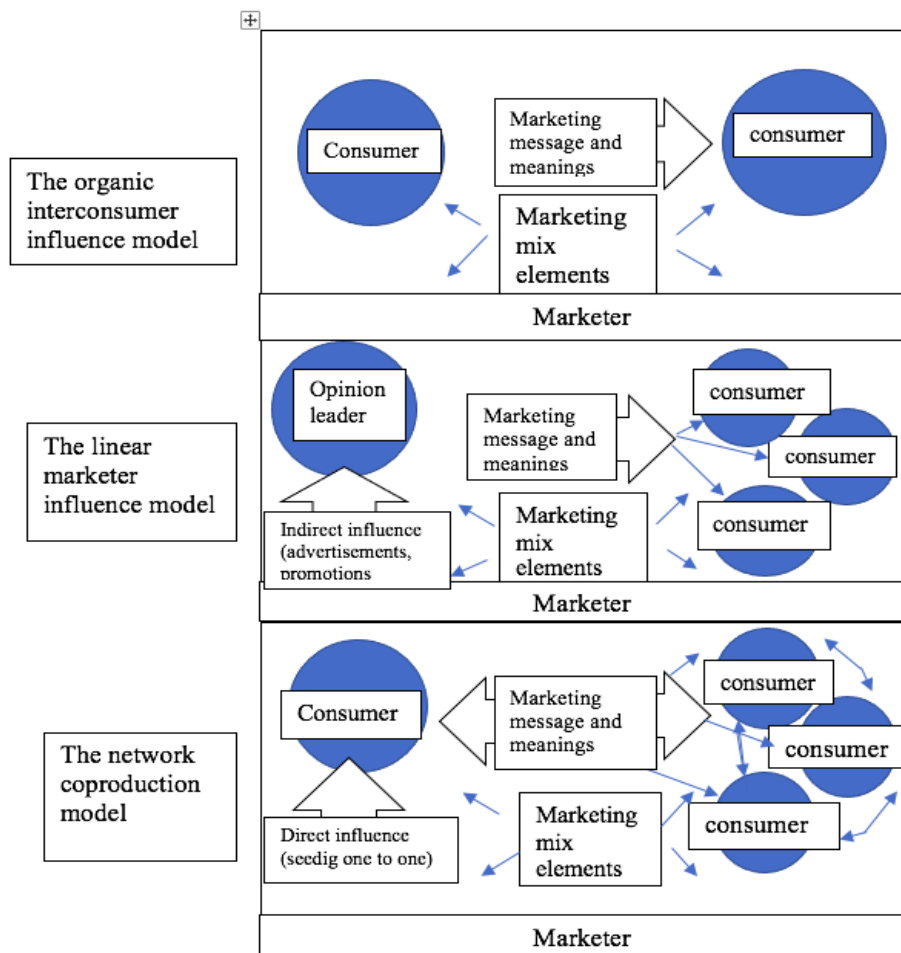 The organic
interconsumer
influence model
Consumer
Marketing
message and
meanings
consumer
Marketing
mix
elements
Marketer
The linear
marketer
influence model
Opinion
leader
Marketing
message and
meanings
consumer
consumer
consumer
Indirect influence
(advertisements,
promotions
Marketing
mix
elements
Marketer
The network
coproduction
model
Consumer
Marketing
message and
meanings
consumer
consumer
consumer
Direct influence
(seedig one to one)
Marketing
mix
elements
Marketer